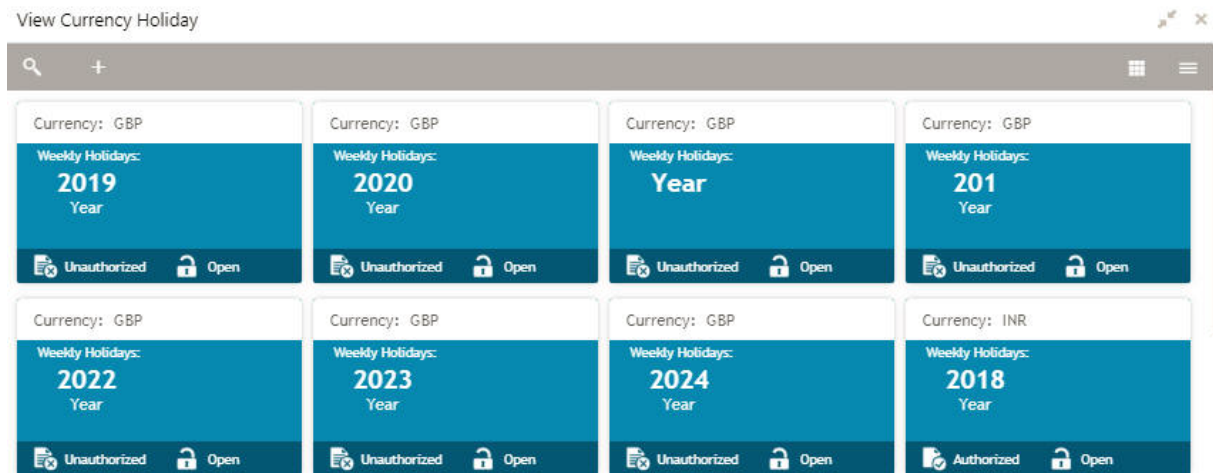 View Currency Holiday
Currency: GBP Currency: GBP Currency: GBP Currency: GBP
Weekly Holidays: Weekly Holidays: Weekly Holidays: Weekly Holidays:
2019 2020 Year 201
Year Year Year
Unauthorized Open Unauthorized Open Unauthorized Open Unauthorized Open
Currency: GBP Currency: GBP Currency: GBP Currency: INR
Weekly Holidays: Weekly Holidays: Weekly Holidays: Weekly Holidays:
2022 2023 2024 2018
Year Year Year Year
Unauthorized Open Unauthorized Open Unauthorized Open Authorized Open